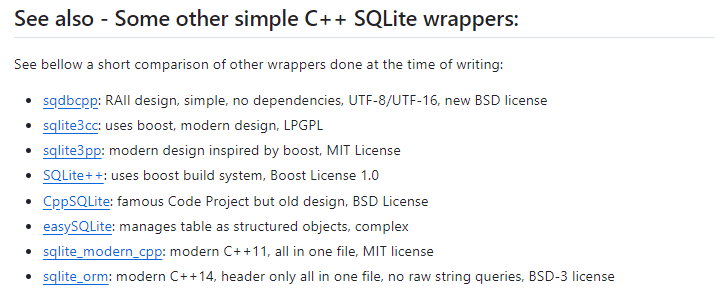 See also - Some other simple C++ SQLite wrappers:
See bellow a short comparison of other wrappers done at the time of writing:
• sqdbcpp: RAII design, simple, no dependencies, UTF-8/UTF-16, new BSD license
• sqlite3cc: uses boost, modern design, LPGPL
• sqlite3pp: modern design inspired by boost, MIT License
• SQLite++: uses boost build system, Boost License 1.0
• CppSQLite: famous Code Project but old design, BSD License
• easySQLite: manages table as structured objects, complex
• sqlite_modern_cpp: modern C++11, all in one file, MIT license
• sqlite_orm: modern C++14, header only all in one file, no raw string queries, BSD-3 license